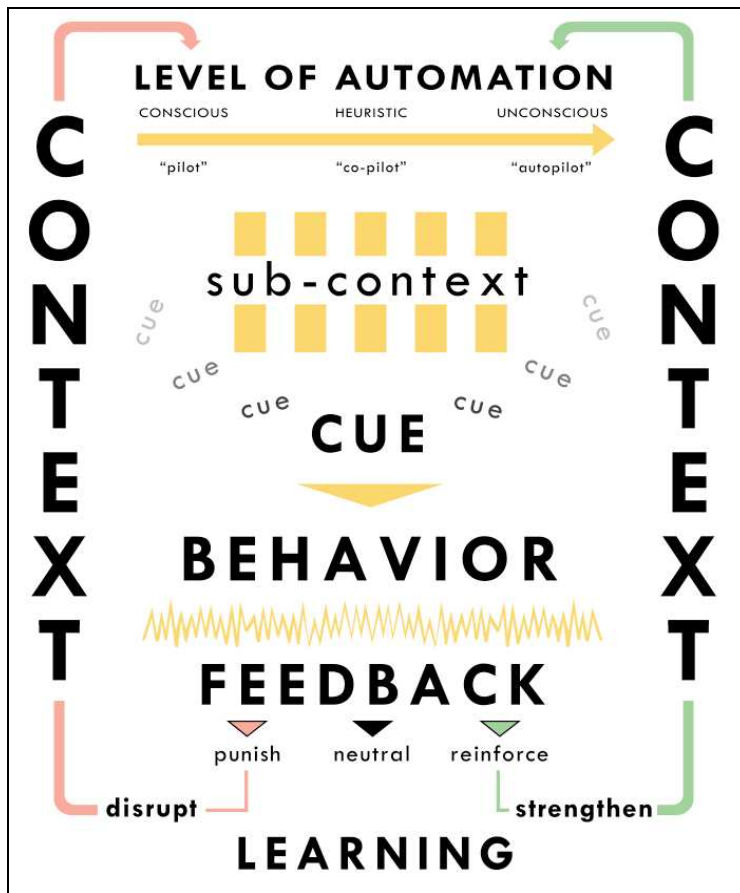 LEVEL OF AUTOMATION
CONSCIOUS HEURISTIC UNCONSCIOUS
"pilot" "co-pilot" "autopilot"
CONTEXT
CONTEXT
sub-context
cue cue
cue cue
cue cue
CUE
BEHAVIOR
FEEDBACK
punish neutral reinforce
disrupt strengthen
LEARNING